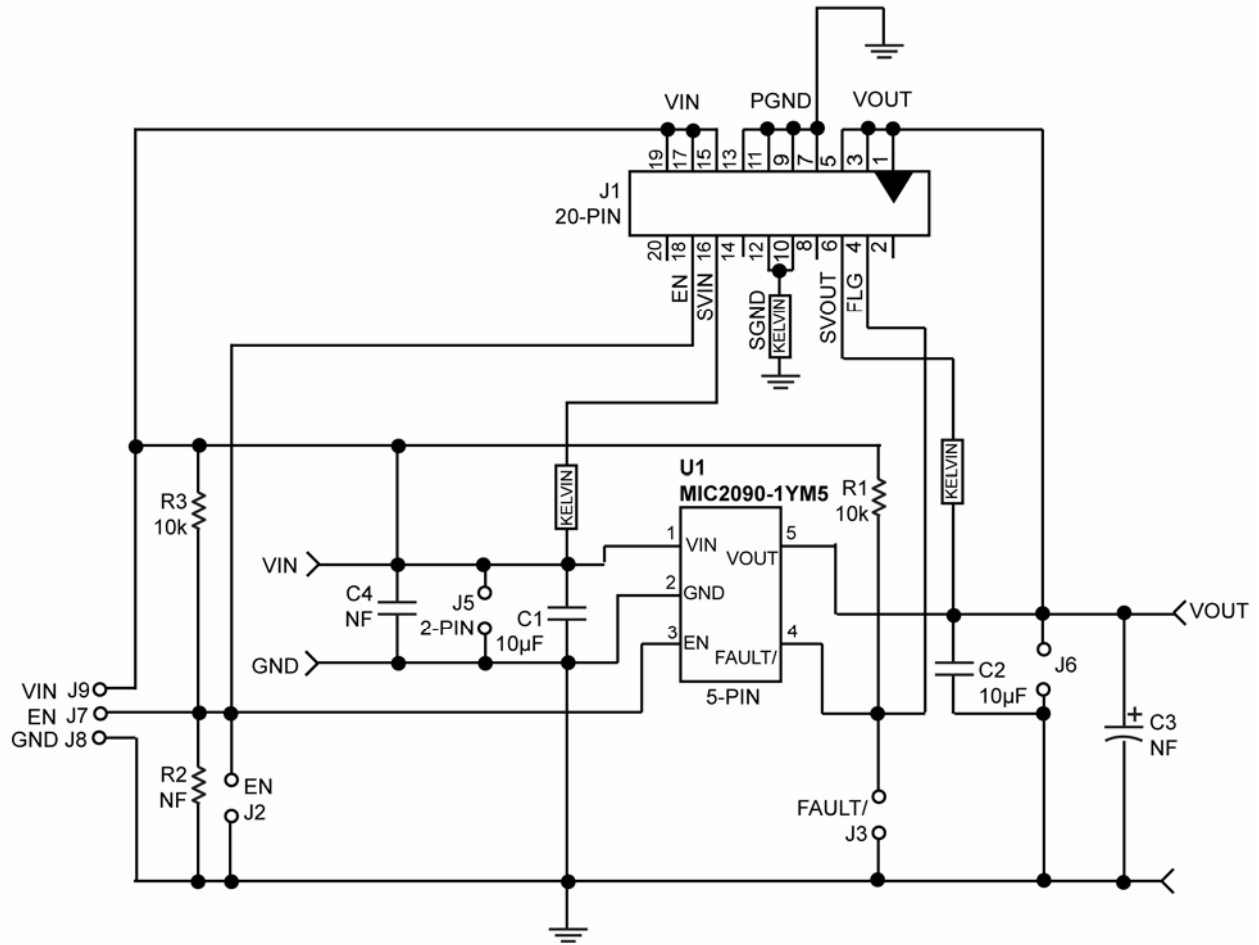 VIN
PGND
VOUT
19
17
15
13
11
9
7
5
3
1
J1
20-PIN
20
18
16
14
12
10
8
6
4
2
EN
SVIN
SGND
KELVIN
SVOUT
FLG
R3
10k
KELVIN
U1
MIC2090-1YM5
R1
10k
KELVIN
VIN
1
VIN
VOUT
5
C4
NF
J5
2-PIN
C1
10µF
2
GND
3
EN
FAULT/
4
5-PIN
GND
VOUT
C2
10µF
J6
C3
NF
+
VIN J9
EN J7
GND J8
R2
NF
EN
J2
FAULT/
J3